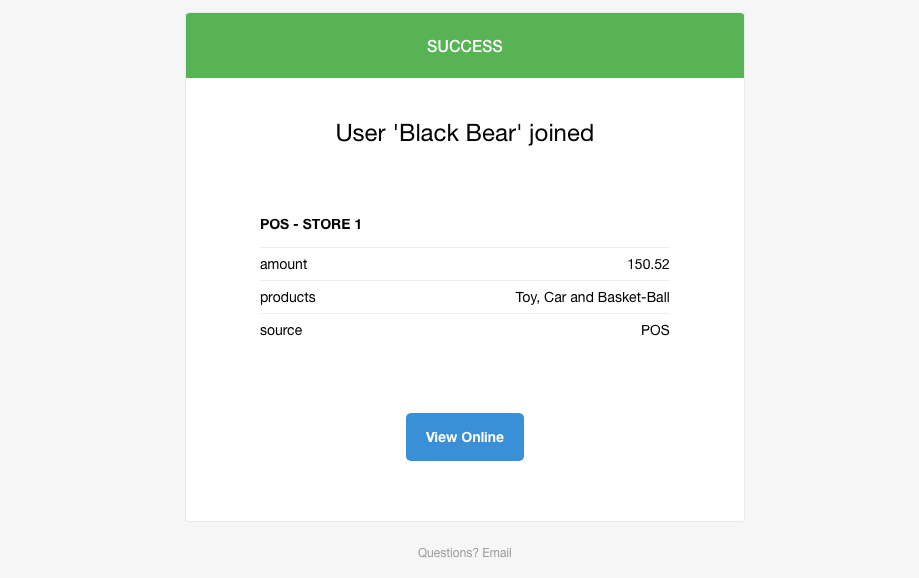 SUCCESS
User 'Black Bear' joined
POS - STORE 1
amount 150.52
products Toy, Car and Basket-Ball
source POS
View Online
Questions? Email